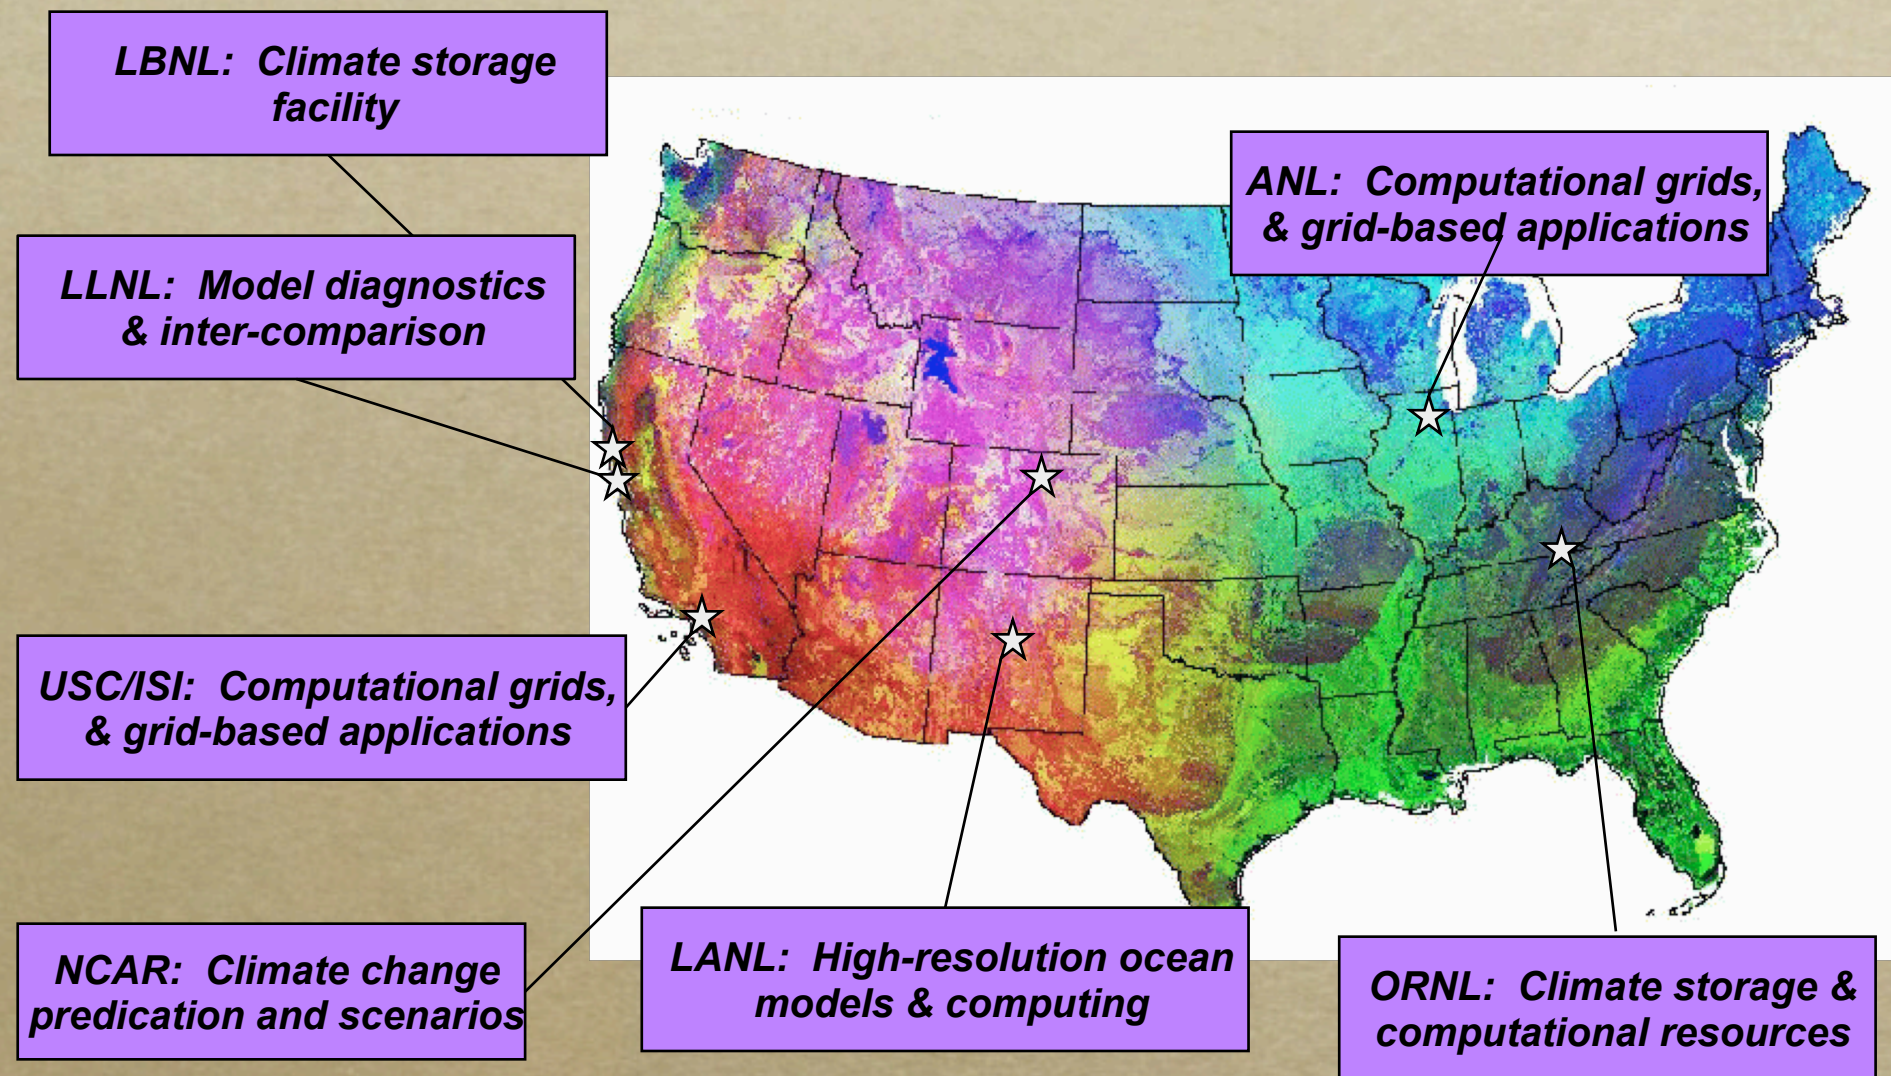 LBNL:  Climate storage
facility
ANL:  Computational grids,
& grid-based applications
LLNL:  Model diagnostics
& inter-comparison
USC/ISI:  Computational grids,
& grid-based applications
NCAR:  Climate change
predication and scenarios
LANL:  High-resolution ocean
models & computing
ORNL:  Climate storage &
computational resources